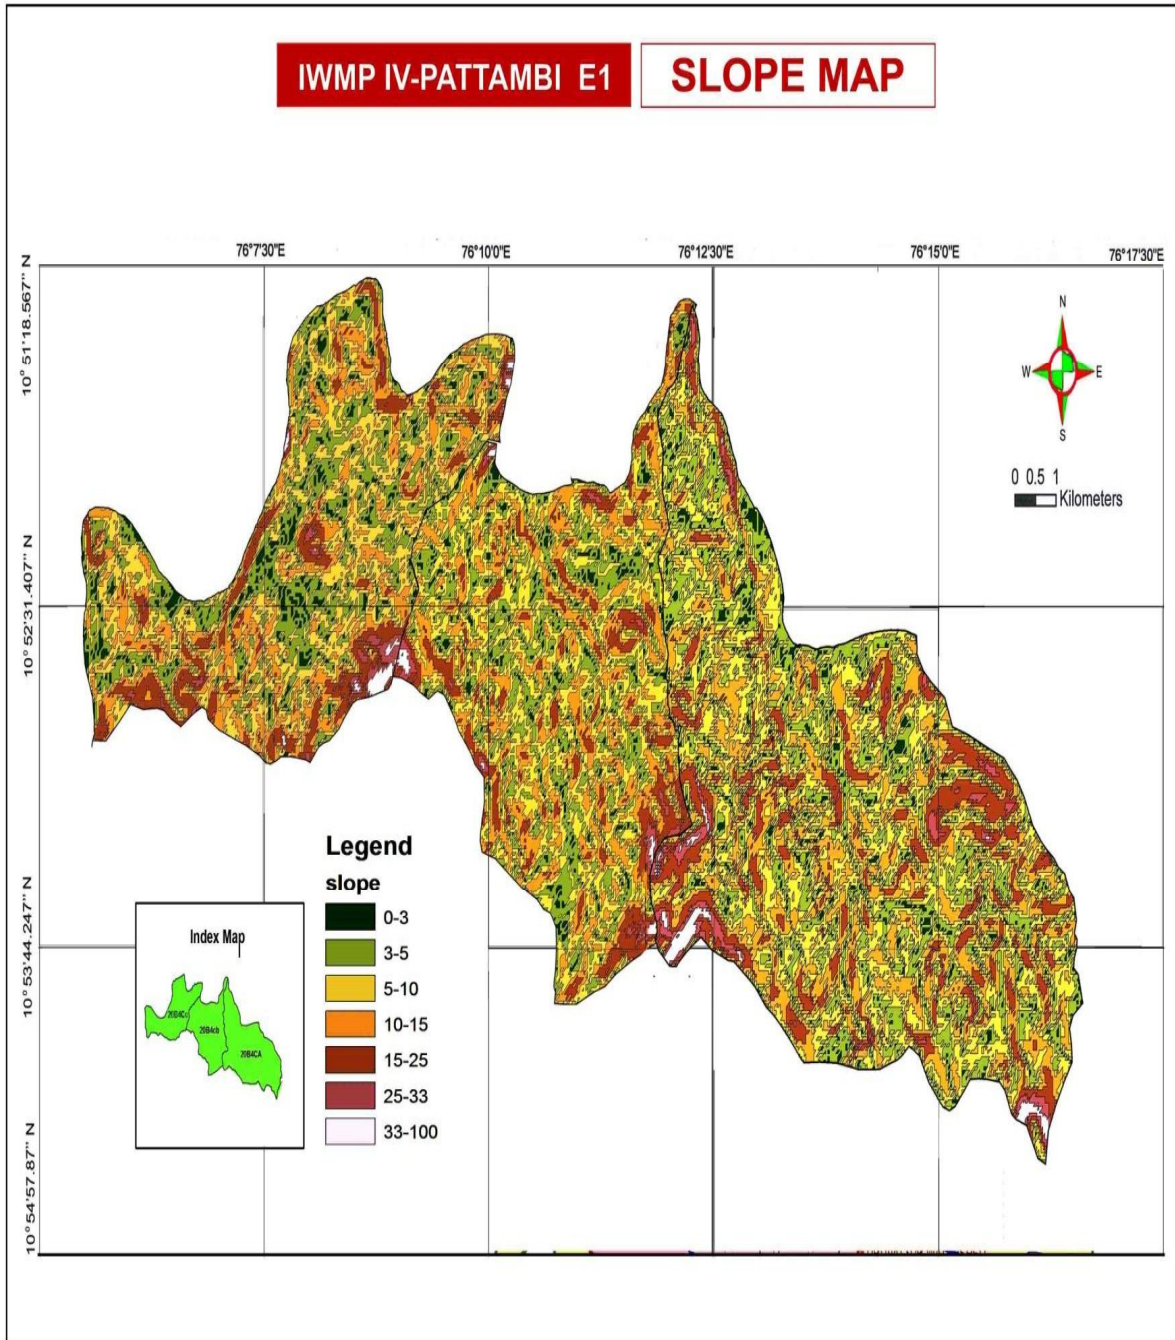 IWMP IV-PATTAMBI E1
SLOPE MAP
76°7'30"E
76°10'0"E
76°12'30"E
76°15'0"E
76°17'30"E
10° 51'18.567" N
10° 52'31.407" N
10° 53'44.247" N
10° 54'57.87" N
N
W
E
S
0 0.5 1
Kilometers
Legend
slope
0-3
3-5
5-10
10-15
15-25
25-33
33-100
Index Map
20B4cb
20B4CA